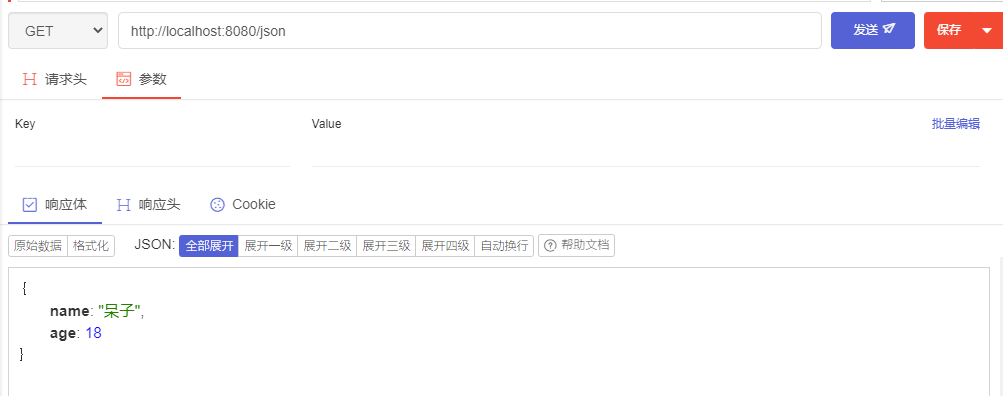 GET http://localhost:8080/json 发送 保存
请求头 参数
Key Value 批量编辑
响应体 响应头 Cookie
原始数据 格式化 JSON: 全部展开 展开一级 展开二级 展开三级 展开四级 自动换行 帮助文档
{
name: "呆子",
age: 18
}